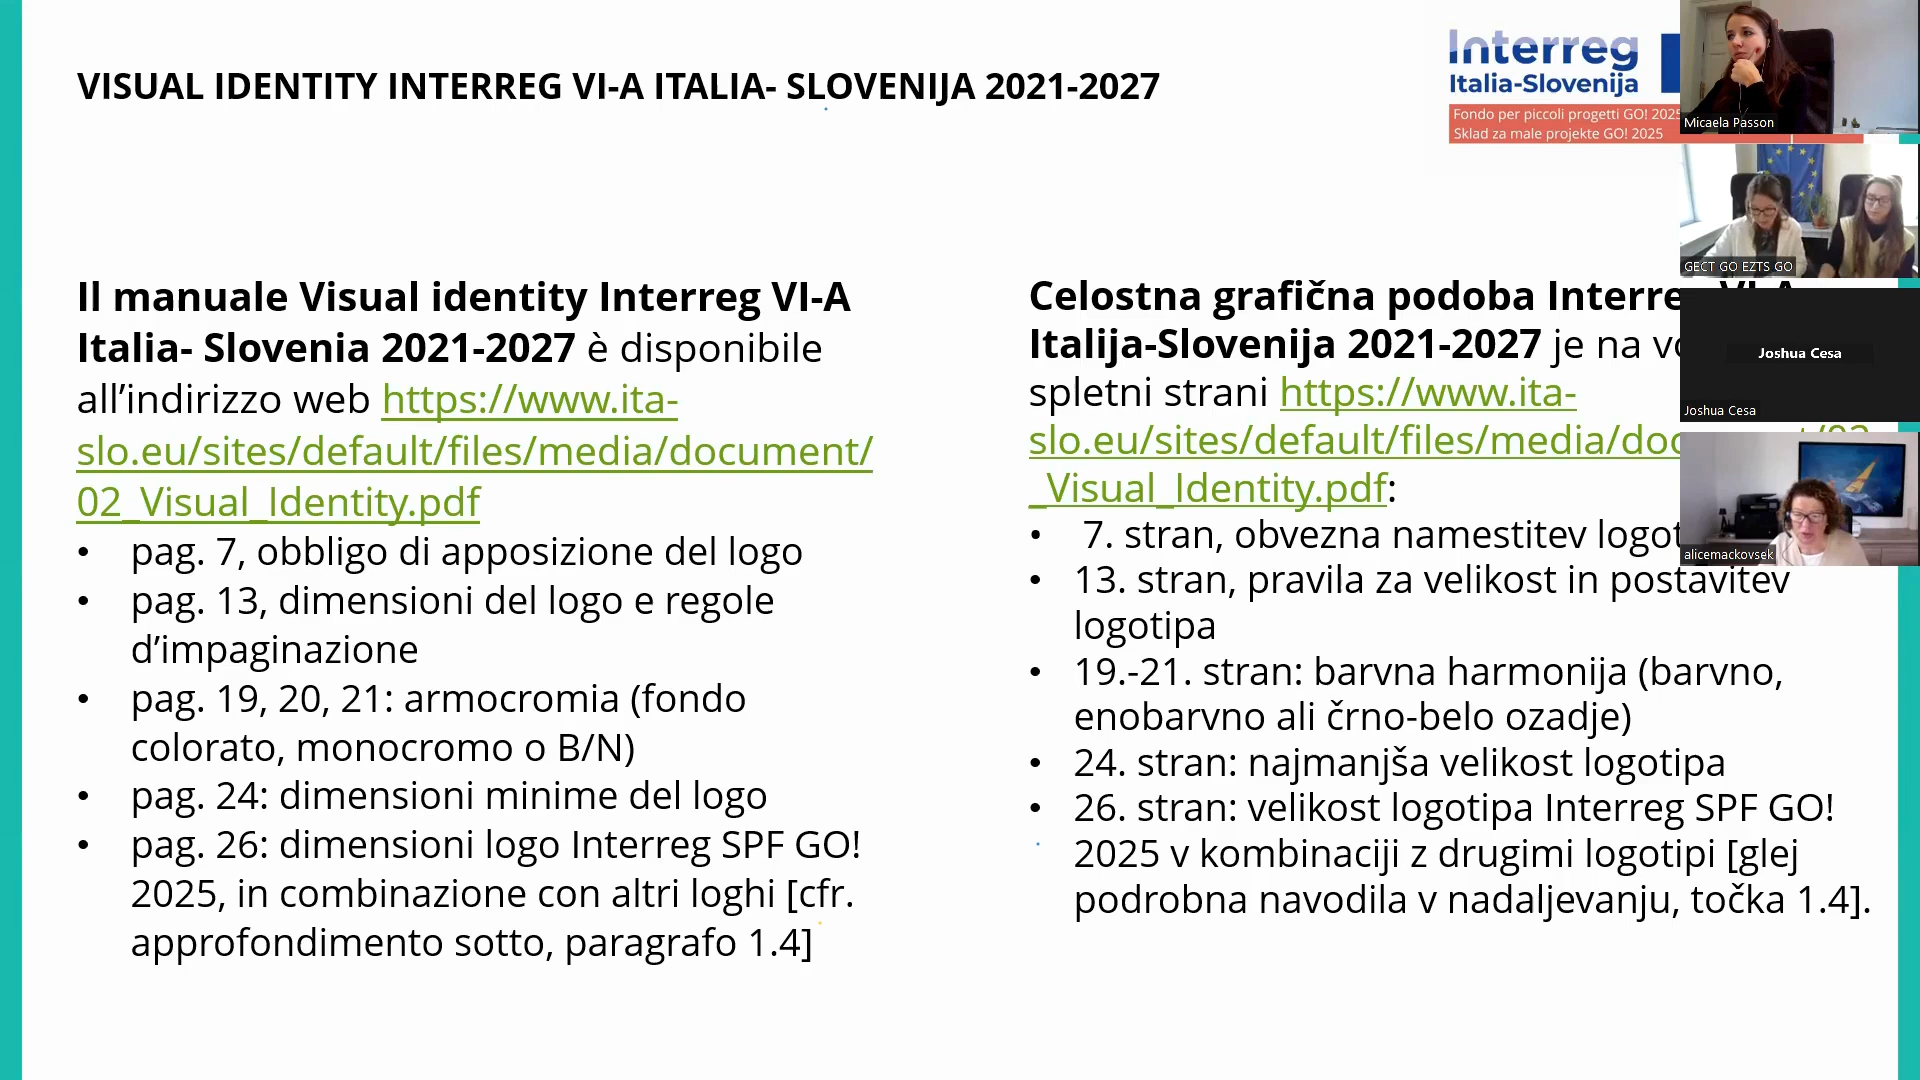 VISUAL IDENTITY INTERREG VI-A ITALIA- SLOVENIJA 2021-2027
Interreg
Italia-Slovenija
Fondo per piccoli progetti GO! 2025
Sklad za male projekte GO! 2025
Il manuale Visual identity Interreg VI-A
Italia- Slovenia 2021-2027 è disponibile
all’indirizzo web https://www.ita-
slo.eu/sites/default/files/media/document/
02_Visual_Identity.pdf
• pag. 7, obbligo di apposizione del logo
• pag. 13, dimensioni del logo e regole
d’impaginazione
• pag. 19, 20, 21: armocromia (fondo
colorato, monocromo o B/N)
• pag. 24: dimensioni minime del logo
• pag. 26: dimensioni logo Interreg SPF GO!
2025, in combinazione con altri loghi [cfr.
approfondimento sotto, paragrafo 1.4]
Celostna grafična podoba Interreg VI-A
Italija-Slovenija 2021-2027 je na
spletni strani https://www.ita-
slo.eu/sites/default/files/media/document/02
_Visual_Identity.pdf:
• 7. stran, obvezna namestitev
• 13. stran, pravila za velikost in postavitev
logotipa
• 19.-21. stran: barvna harmonija (barvno,
enobarvno ali črno-belo ozadje)
• 24. stran: najmanjša velikost logotipa
• 26. stran: velikost logotipa Interreg SPF GO!
2025 v kombinaciji z drugimi logotipi [glej
podrobna navodila v nadaljevanju, točka 1.4].
Micaela Passon
GECT GO EZTS GO
Joshua Cesa
Joshua Cesa
alicemackovsek